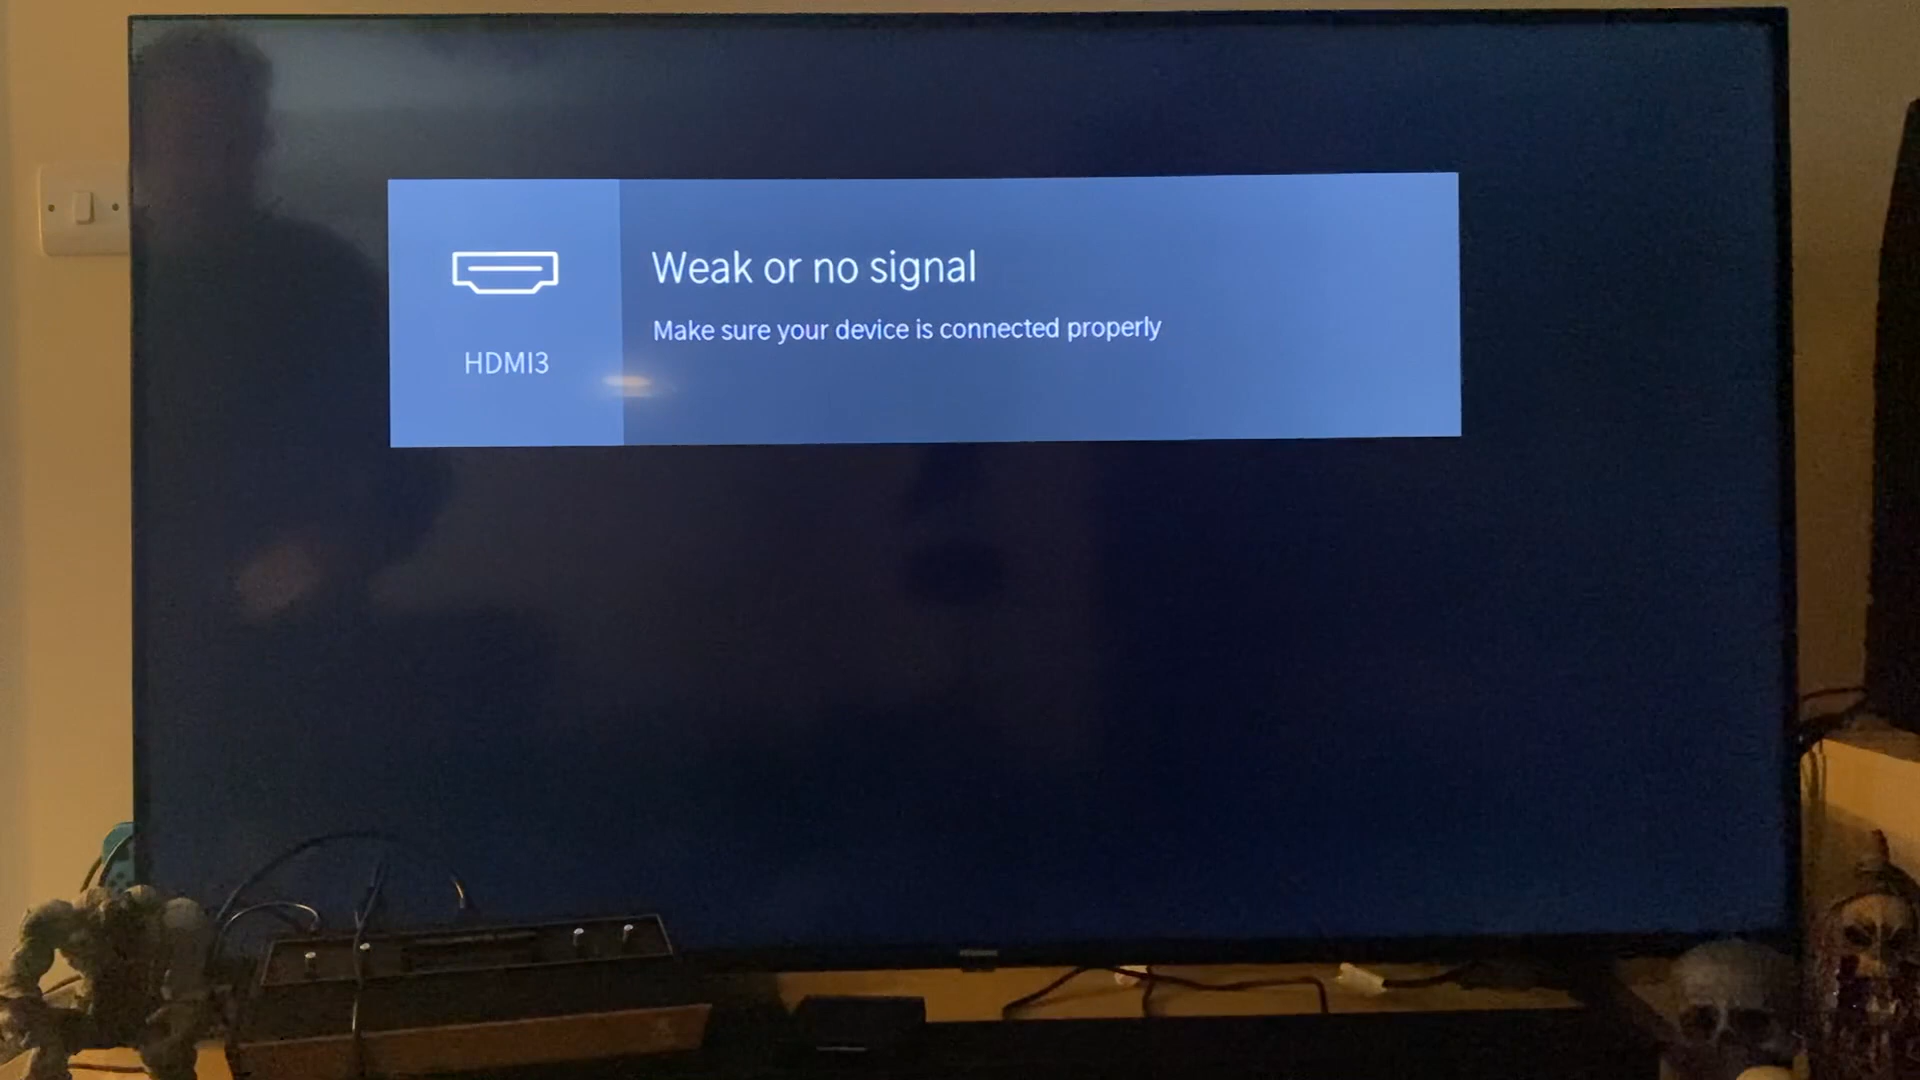 Weak or no signal
Make sure your device is connected properly
HDMI3